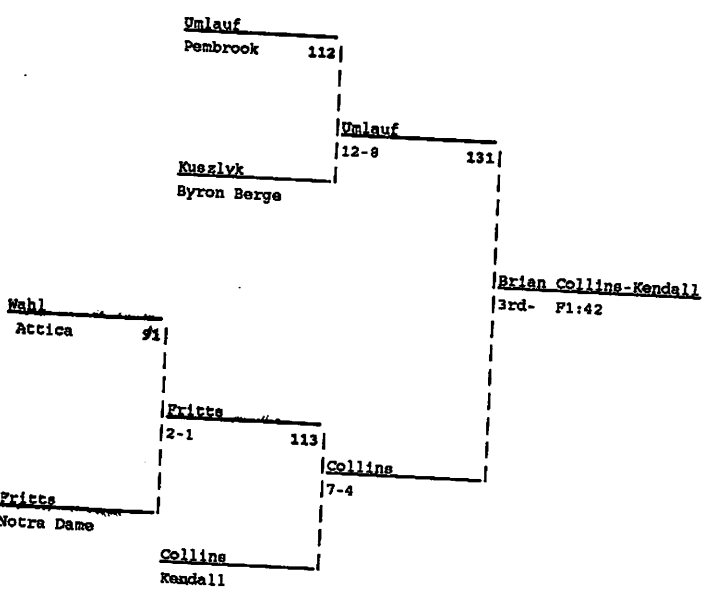 Umlauf
Pembrook 112
Umlauf
12-8 131
Kuszlyk
Byron Berge
Brian Collins-Kendall
3rd- F1:42
Wahl
Attica 91
Fritts
2-1 113
Collins
7-4
Fritts
Notra Dame
Collins
Kendall